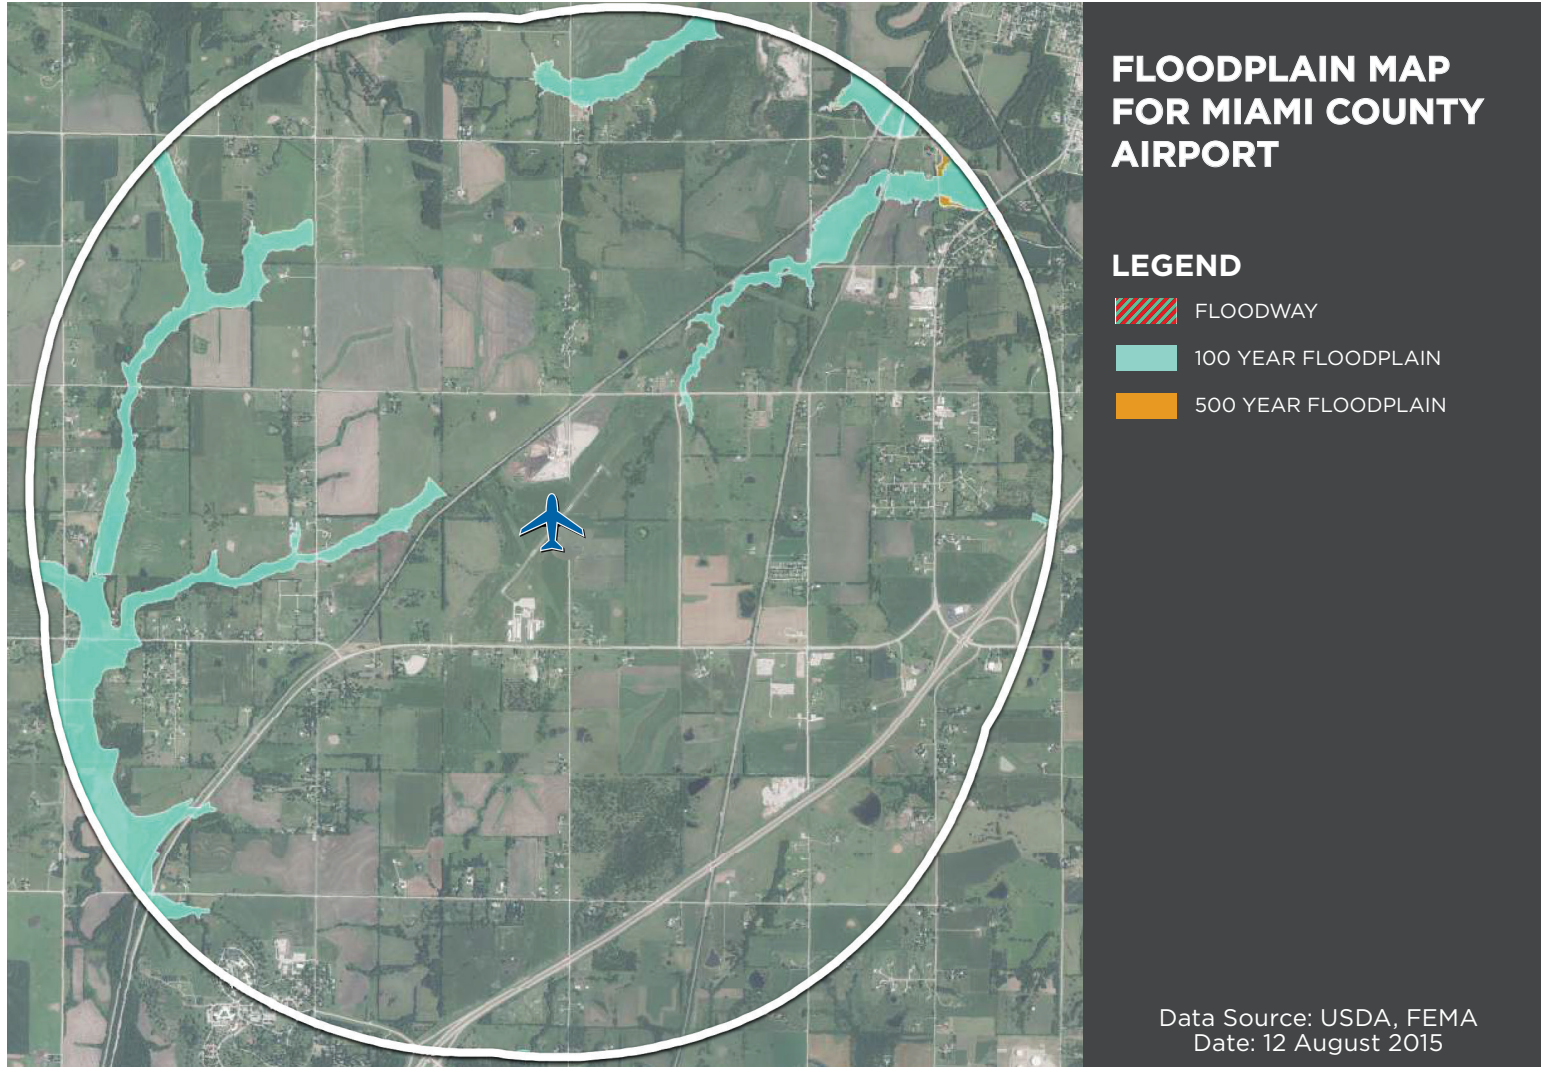 FLOODPLAIN MAP
FOR MIAMI COUNTY
AIRPORT
LEGEND
FLOODWAY
100 YEAR FLOODPLAIN
500 YEAR FLOODPLAIN
Data Source: USDA, FEMA
Date: 12 August 2015